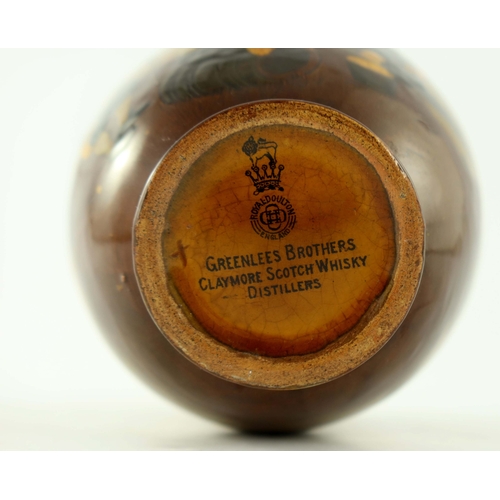 ROYAL DOULTON
ENGLAND
GREENLEES BROTHERS
CLAYMORE SCOTCH WHISKY
DISTILLERS